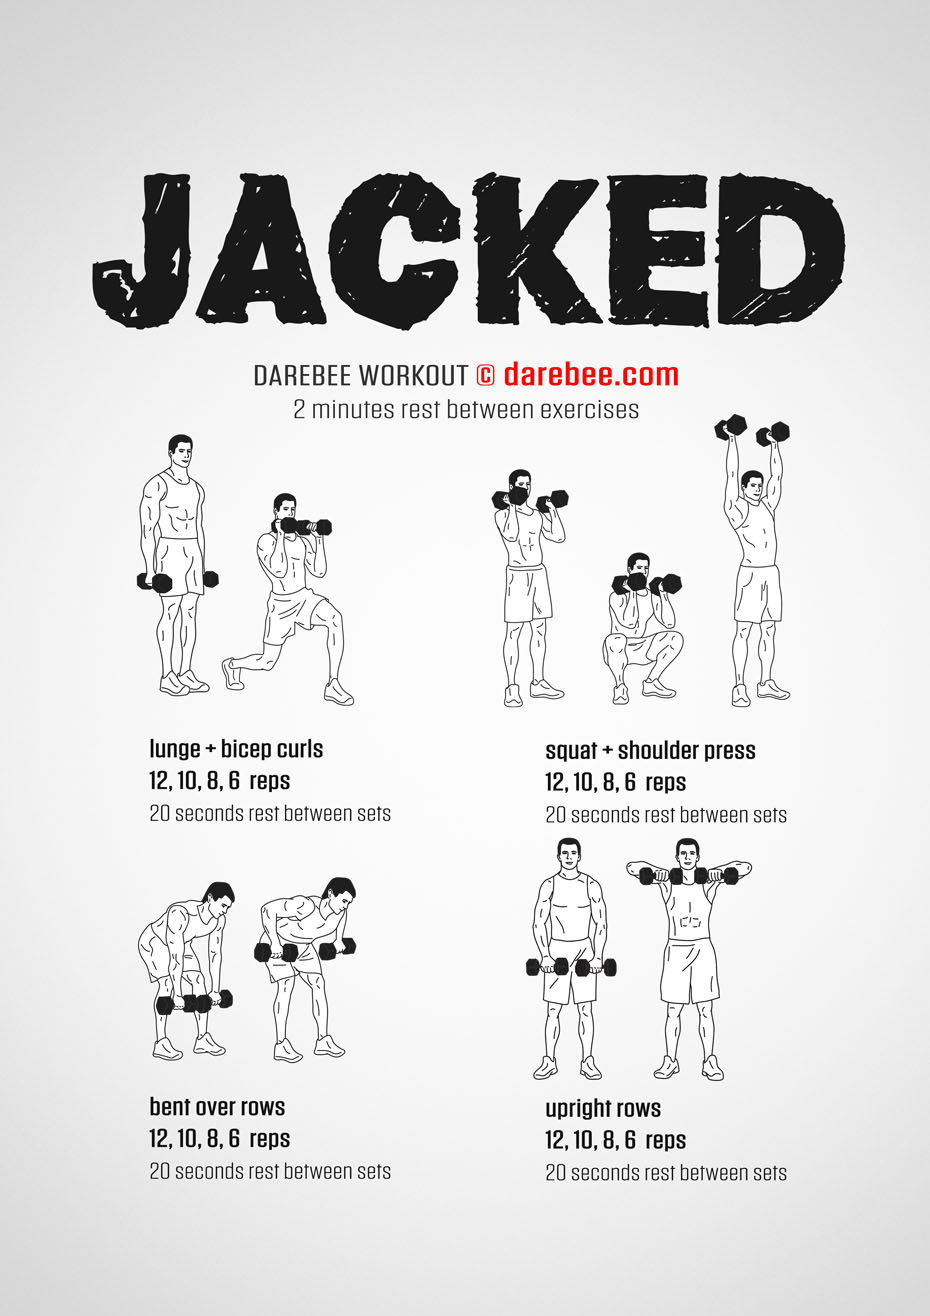 JACKED
DAREBEE WORKOUT © darebee.com
2 minutes rest between exercises
lunge + bicep curls
12, 10, 8, 6 reps
20 seconds rest between sets
squat + shoulder press
12, 10, 8, 6 reps
20 seconds rest between sets
bent over rows
12, 10, 8, 6 reps
20 seconds rest between sets
upright rows
12, 10, 8, 6 reps
20 seconds rest between sets